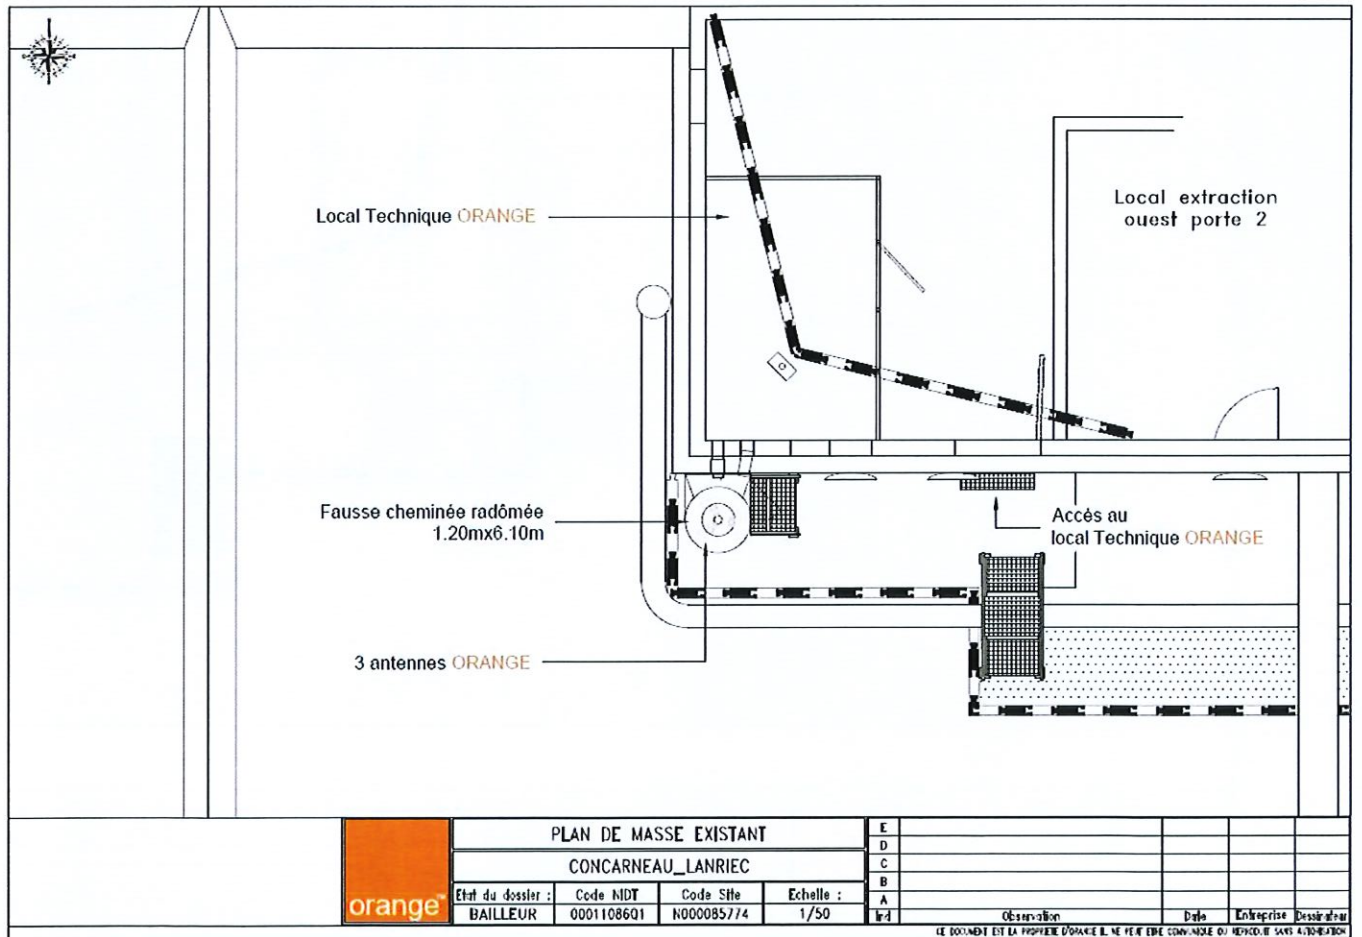 Local Technique ORANGE
Local extraction
ouest porte 2
Fausse cheminée radômée
1.20mx6.10m
Accès au
local Technique ORANGE
3 antennes ORANGE
orange™
PLAN DE MASSE EXISTANT
CONCARNEAU_LANRIEC
Etat du dossier :
BAILLEUR
Code NIDT
0001108601
Code Site
N000085774
Echelle :
1/50
E
D
C
B
A
Ind
Observation
Date
Entreprise
Dessinateur
CE DOCUMENT EST LA PROPRIETE D'ORANGE IL NE PEUT ETRE COMMUNIQUE OU REPRODUIT SANS AUTORISATION